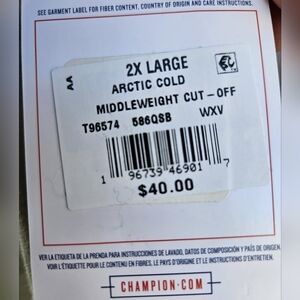 SEE GARMENT LABEL FOR FIBER CONTENT, COUNTRY OF ORIGIN AND CARE INSTRUCTIONS.
AA
2X LARGE
ARCTIC COLD
MIDDLEWEIGHT CUT-OFF
T96574 586QSB WXV
1 96739 46901 7
$40.00
VER LA ETIQUETA DE LA PRENDA PARA INSTRUCCIONES DE LAVADO, DATOS DE COMPOSICIÓN Y PAÍS DE ORIGEN
VOIR L'ÉTIQUETTE POUR LE CONTENU EN FIBRES, LE PAYS D'ORIGINE ET LES INSTRUCTIONS D'ENTRETIEN.
CHAMPION.COM